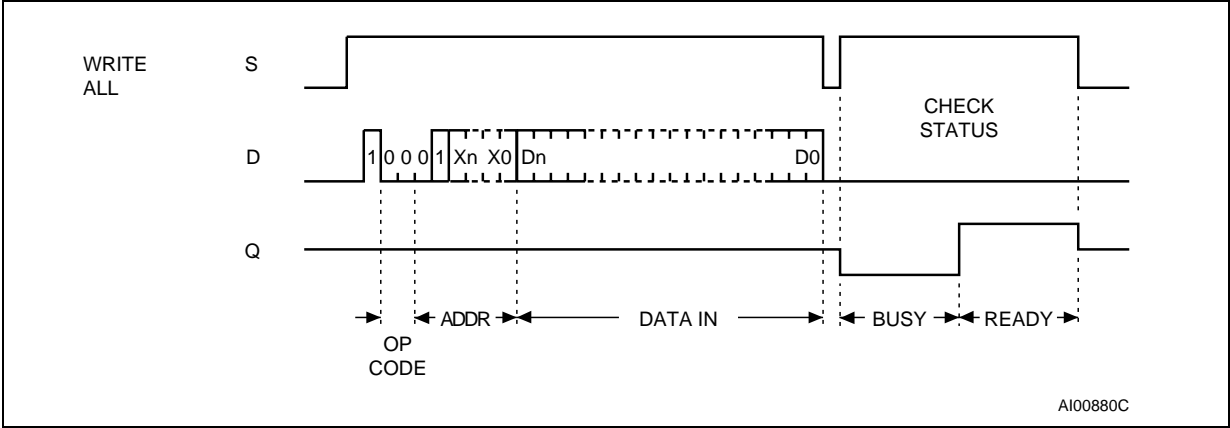 WRITE ALL
S
CHECK STATUS
D
1 0 0 0 1 Xn X0 Dn D0
Q
ADDR DATA IN BUSY READY
OP CODE
AI00880C